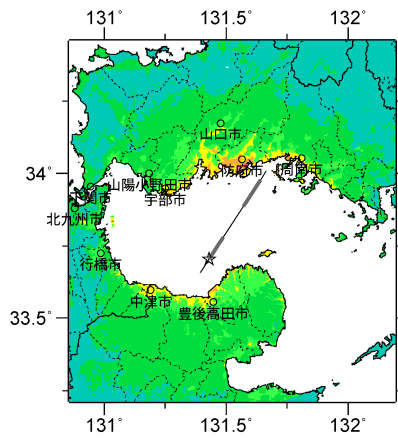 131° 131.5° 132°
山口市
防府市
周南市
34°
山陽小野田市
下関市
宇部市
北九州市
行橋市
中津市
豊後高田市
33.5°
131° 131.5° 132°